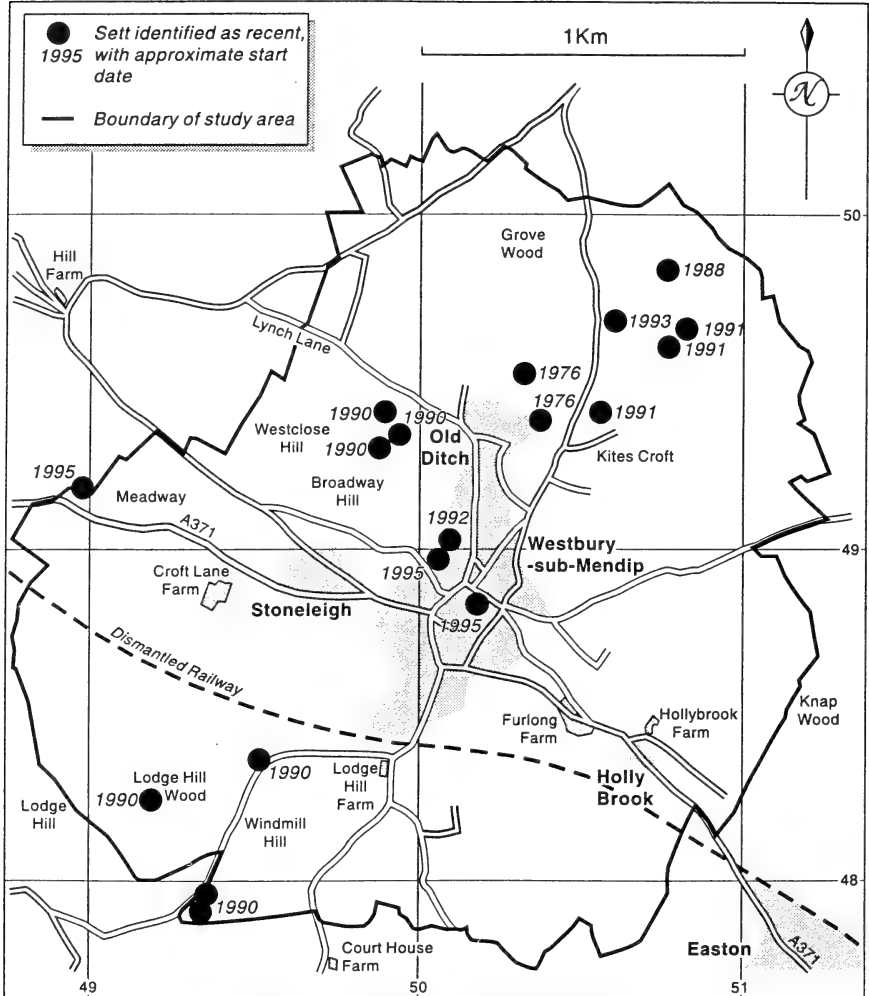 Sett identified as recent,
1995 with approximate start
date
Boundary of study area
1Km
N
50
Grove
Wood
Hill
Farm
1988
1993
1991
1991
Lynch Lane
1976
1976
1991
1990
1990
1990
Westclose
Hill
Old
Ditch
Kites Croft
Broadway
Hill
1995
Meadway
A371
1992
49
Westbury
-sub-Mendip
1995
Croft Lane
Farm
Stoneleigh
1995
Dismantled Railway
Knap
Wood
Furlong
Farm
Hollybrook
Farm
1990
Lodge
Hill
Farm
Holly
Brook
Lodge Hill
Wood
1990
Lodge
Hill
Windmill
Hill
48
1990
Court House
Farm
Easton
A371
49
50
51